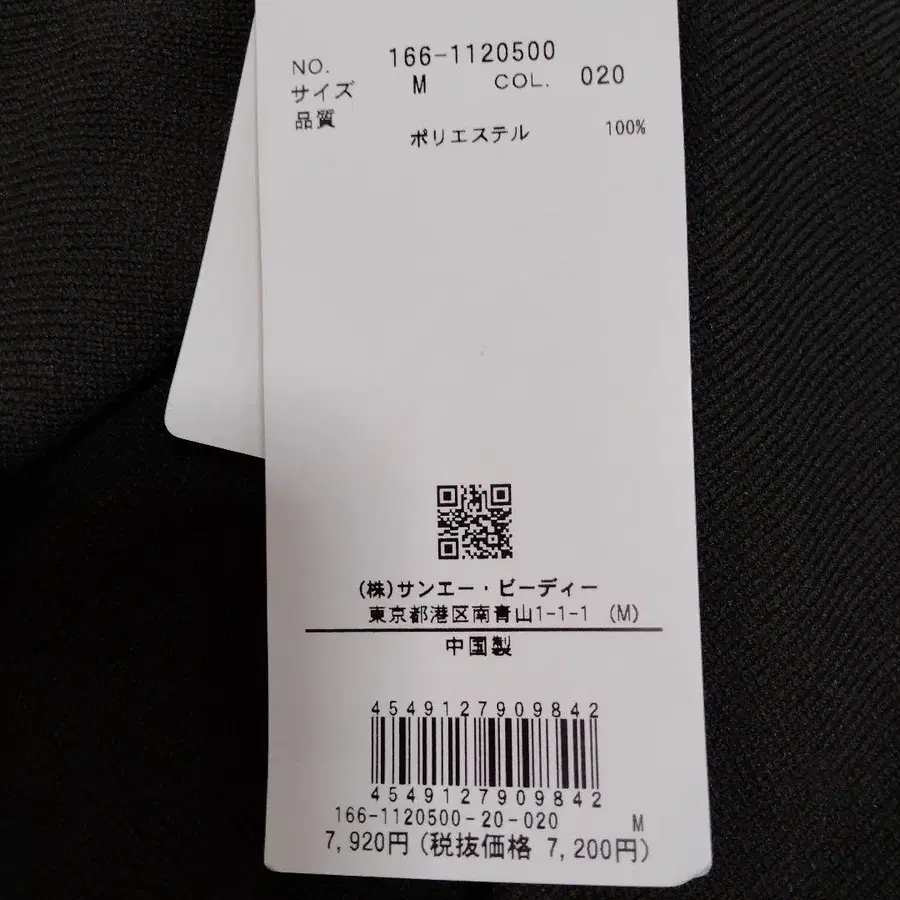 NO. 166-1120500
サイズ M COL. 020
品質
ポリエステル 100%
(株)サンエー・ビーディー
東京都港区南青山1-1-1 (M)
中国製
4549127909842
4549127909842
166-1120500-20-020 M
7,920円(税抜価格 7,200円)